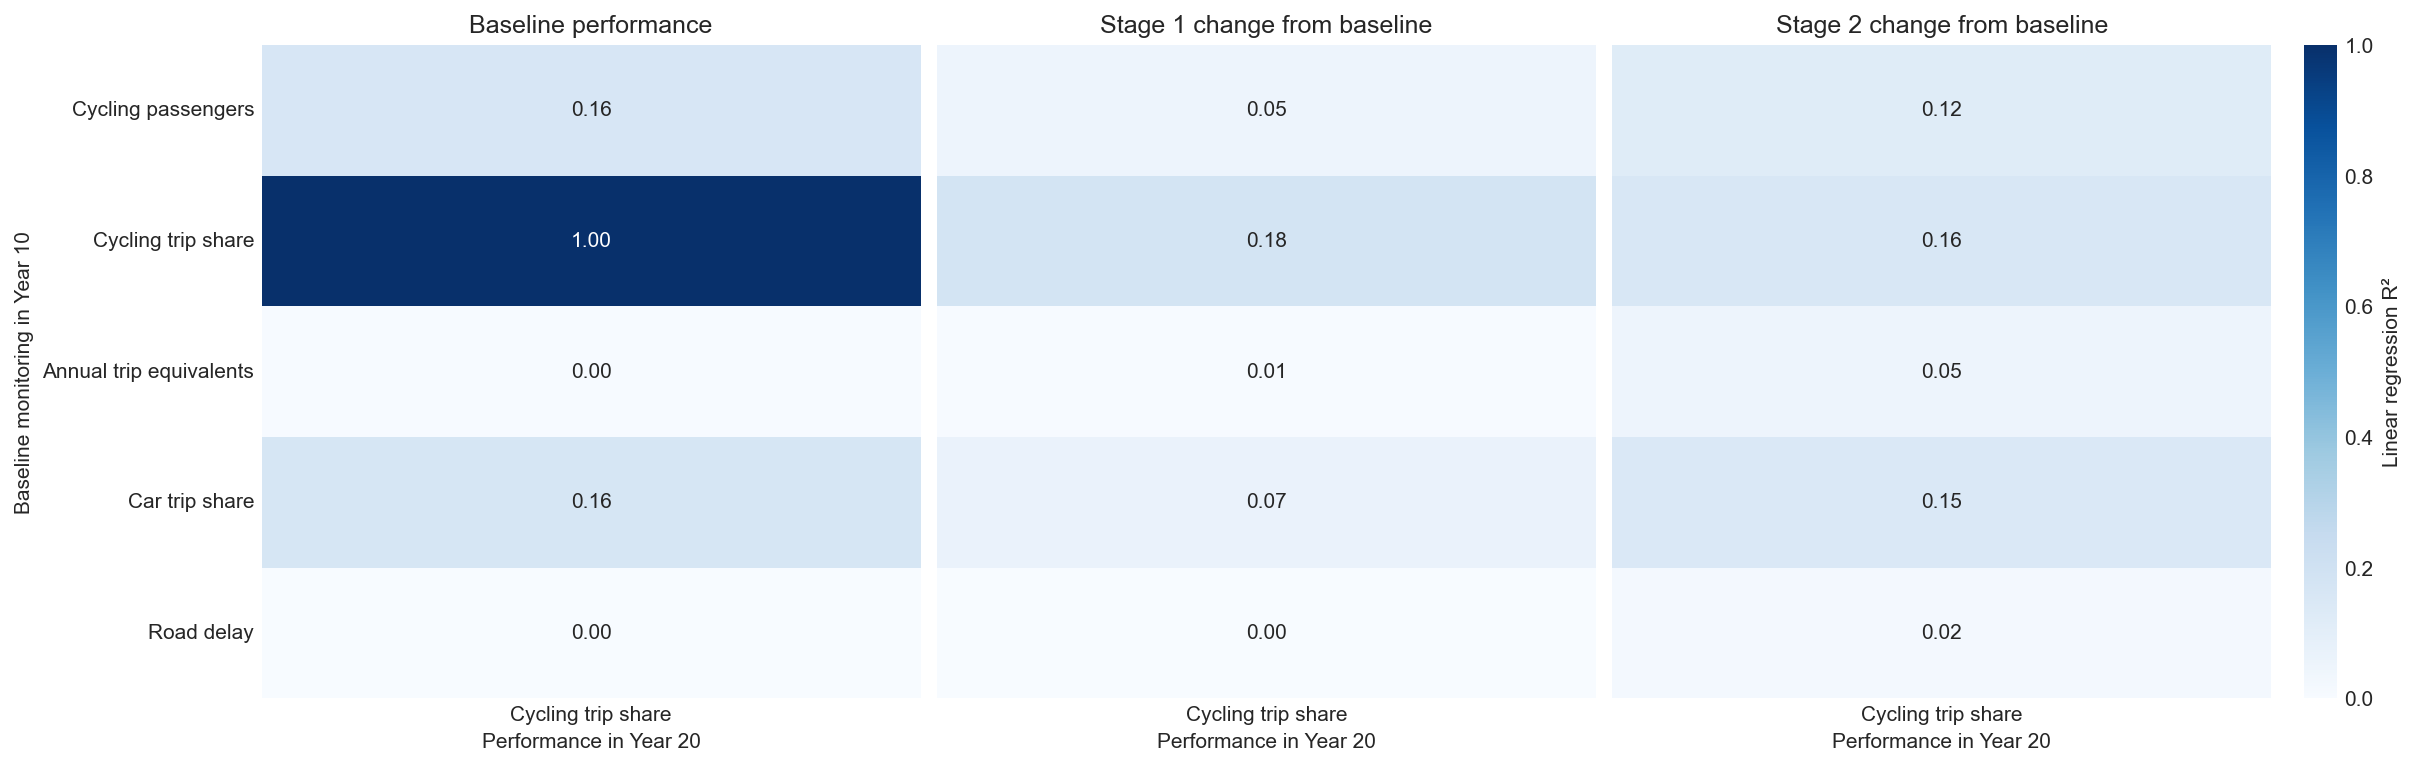 Baseline performance
Stage 1 change from baseline
Stage 2 change from baseline
Baseline monitoring in Year 10
Cycling passengers
0.16
0.05
0.12
Cycling trip share
1.00
0.18
0.16
Annual trip equivalents
0.00
0.01
0.05
Car trip share
0.16
0.07
0.15
Road delay
0.00
0.00
0.02
Cycling trip share
Performance in Year 20
Cycling trip share
Performance in Year 20
Cycling trip share
Performance in Year 20
1.0
0.8
0.6
0.4
0.2
0.0
Linear regression R²